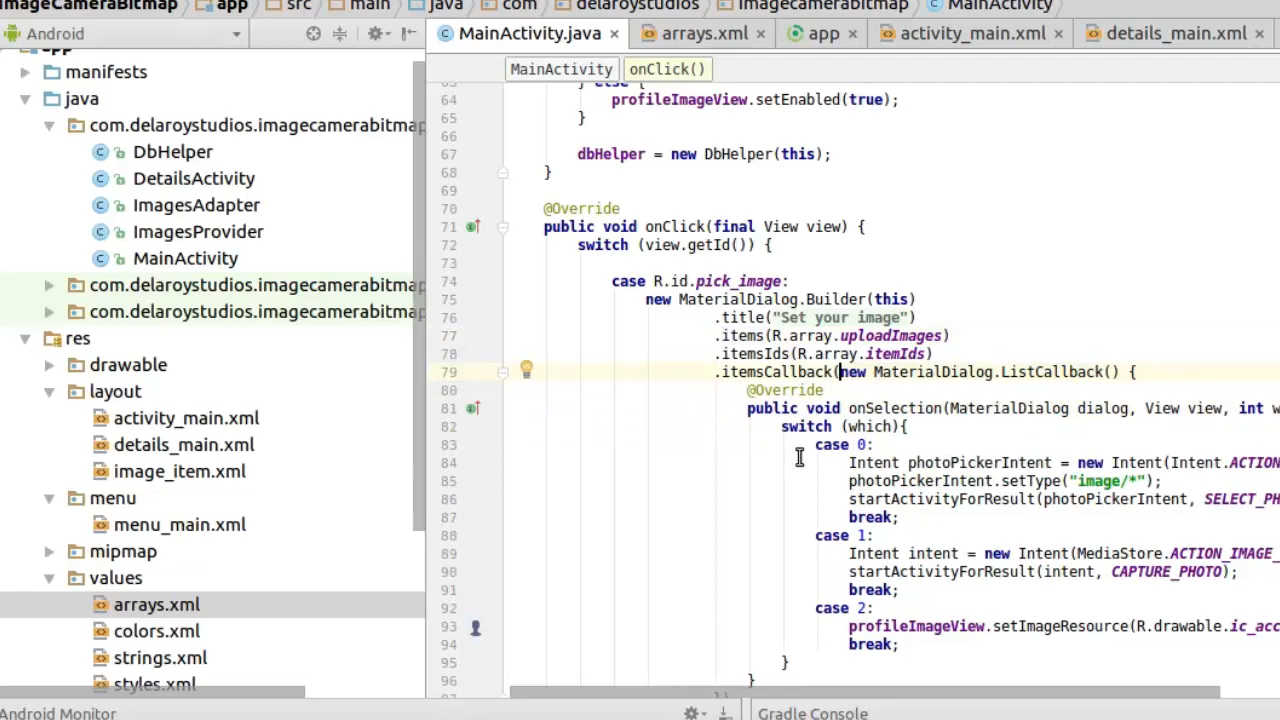 ImageCameraBitmap app src main java com delaroystudios imagecamerabitmap MainActivity
Android
MainActivity.java × arrays.xml × app × activity_main.xml × details_main.xml ×
MainActivity onClick()
app
manifests
java
com.delaroystudios.imagecamerabitmap
DbHelper
DetailsActivity
ImagesAdapter
ImagesProvider
MainActivity
com.delaroystudios.imagecamerabitma
com.delaroystudios.imagecamerabitma
res
drawable
layout
activity_main.xml
details_main.xml
image_item.xml
menu
menu_main.xml
mipmap
values
arrays.xml
colors.xml
strings.xml
styles.xml
63 } else {
64 profileImageView.setEnabled(true);
65 }
66
67 dbHelper = new DbHelper(this);
68 }
69
70 @Override
71 public void onClick(final View view) {
72 switch (view.getId()) {
73
74 case R.id.pick_image:
75 new MaterialDialog.Builder(this)
76 .title("Set your image")
77 .items(R.array.uploadImages)
78 .itemsIds(R.array.itemIds)
79 .itemsCallback(new MaterialDialog.ListCallback() {
80 @Override
81 public void onSelection(MaterialDialog dialog, View view, int w
82 switch (which){
83 case 0:
84 Intent photoPickerIntent = new Intent(Intent.ACTION
85 photoPickerIntent.setType("image/*");
86 startActivityForResult(photoPickerIntent, SELECT_PH
87 break;
88 case 1:
89 Intent intent = new Intent(MediaStore.ACTION_IMAGE_
90 startActivityForResult(intent, CAPTURE_PHOTO);
91 break;
92 case 2:
93 profileImageView.setImageResource(R.drawable.ic_acc
94 break;
95 }
96 }
97 })
Android Monitor Gradle Console